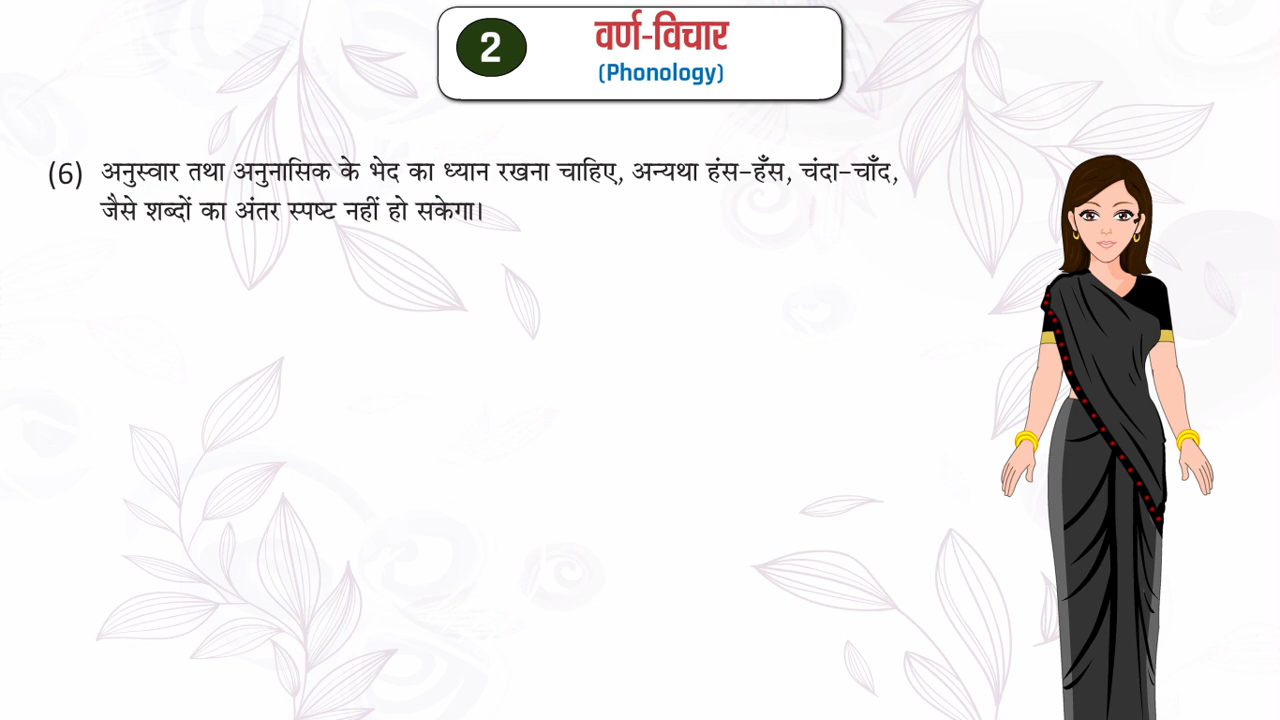 2
वर्ण-विचार
(Phonology)
(6) अनुस्वार तथा अनुनासिक के भेद का ध्यान रखना चाहिए, अन्यथा हंस-हँस, चंदा-चाँद,
जैसे शब्दों का अंतर स्पष्ट नहीं हो सकेगा।